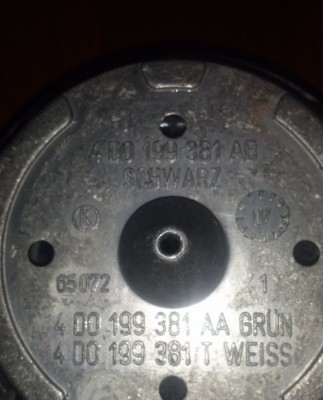 4 D0 199 381 AB
SCHWARZ
K
65072
1
4 D0 199 381 AA GRÜN
4 D0 199 381 T WEISS